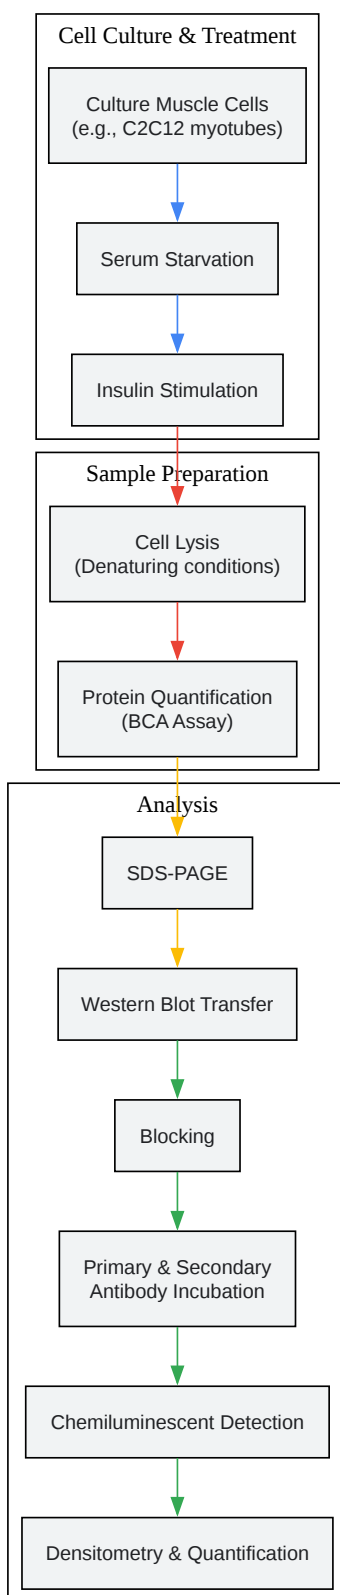 Cell Culture & Treatment
Culture Muscle Cells
(e.g., C2C12 myotubes)
Serum Starvation
Insulin Stimulation
Sample Preparation
Cell Lysis
(Denaturing conditions)
Protein Quantification
(BCA Assay)
Analysis
SDS-PAGE
Western Blot Transfer
Blocking
Primary & Secondary
Antibody Incubation
Chemiluminescent Detection
Densitometry & Quantification